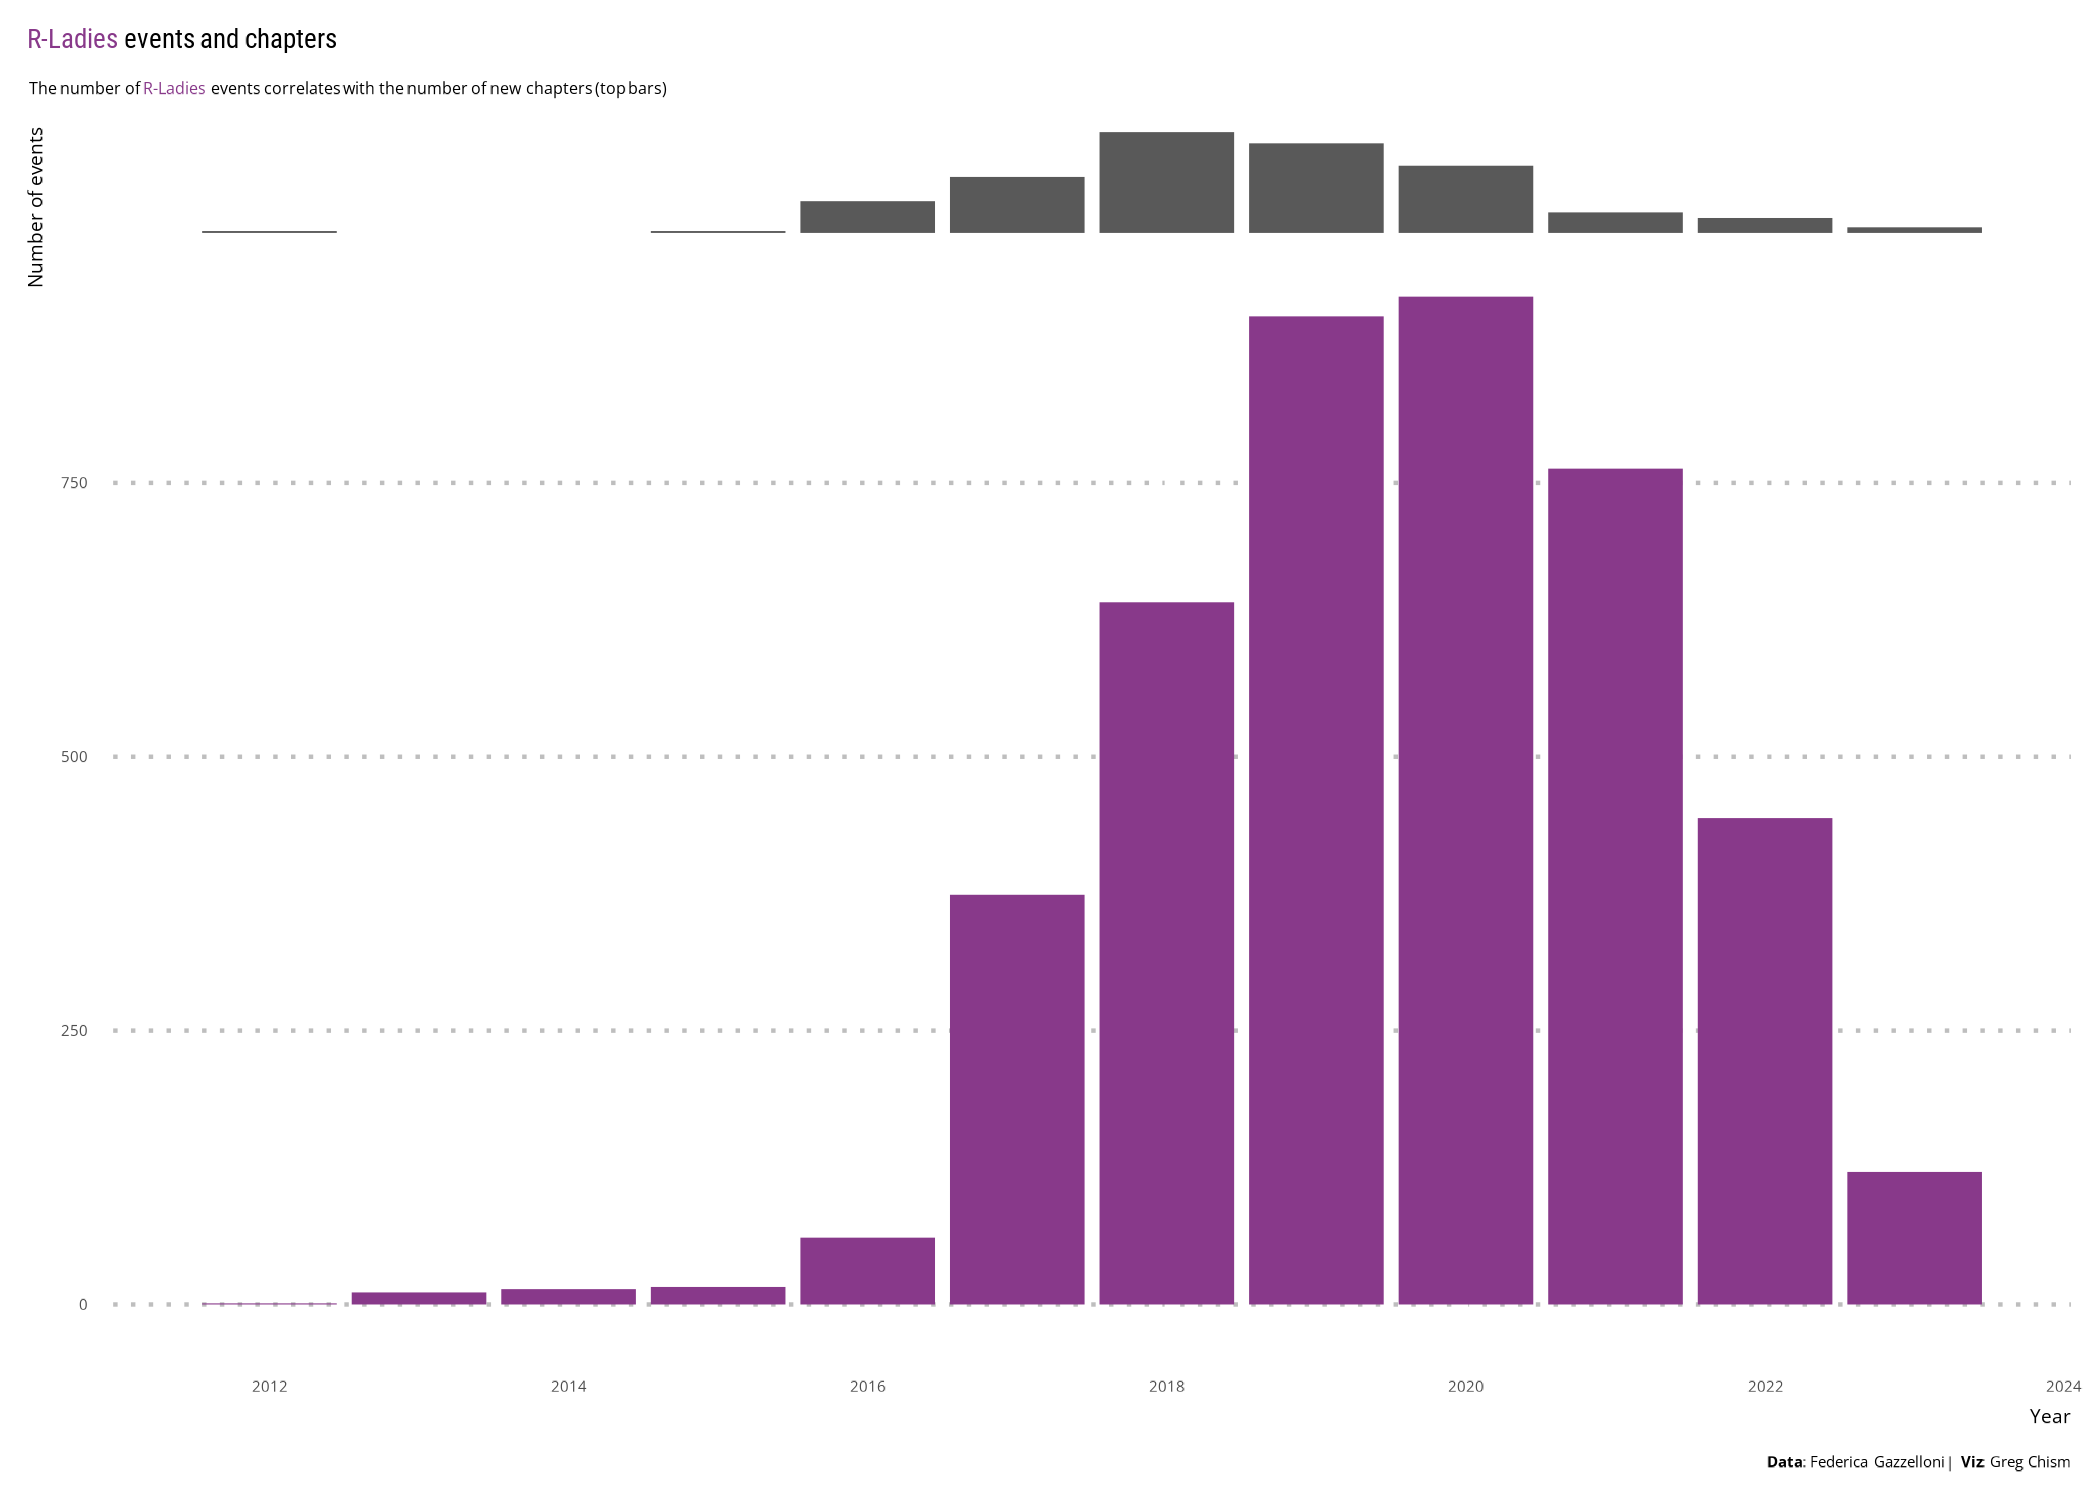 R-Ladies events and chapters
The number of R-Ladies events correlates with the number of new chapters (top bars)
Number of events
750
500
250
0
2012 2014 2016 2018 2020 2022 2024
Year
Data: Federica Gazzelloni | Viz: Greg Chism